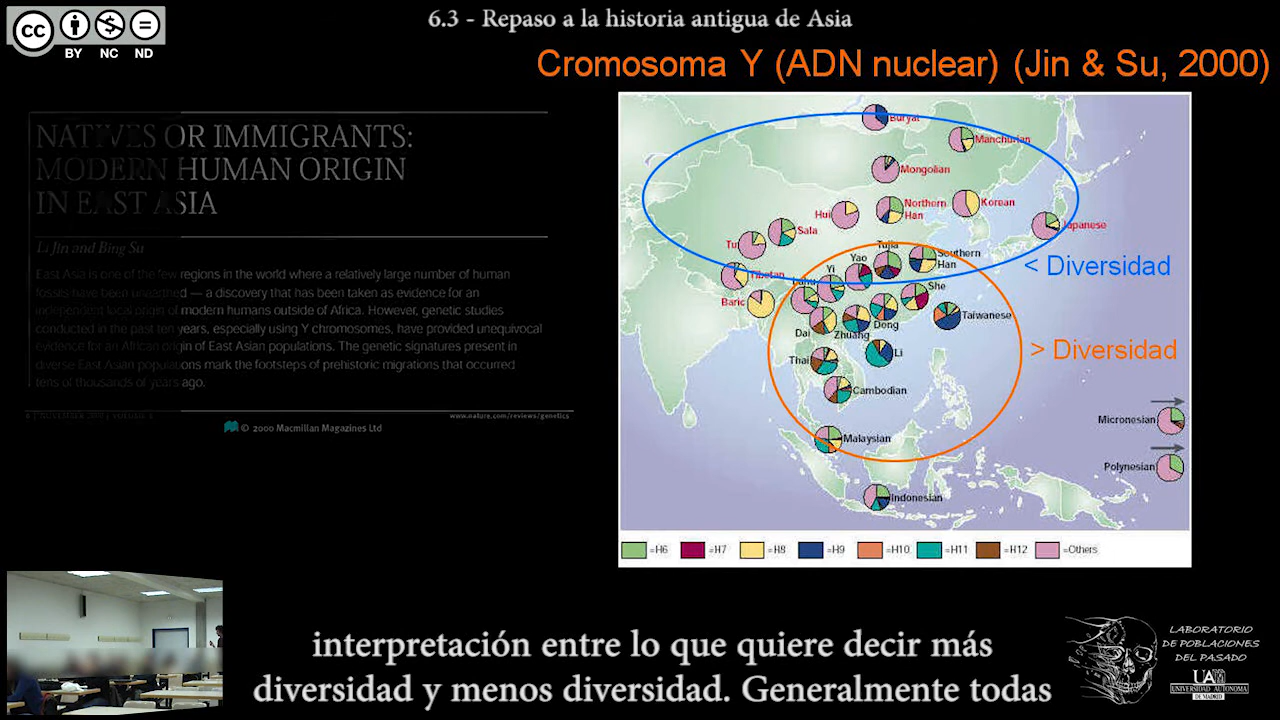 6.3 - Repaso a la historia antigua de Asia
cc
BY NC ND
Cromosoma Y (ADN nuclear) (Jin & Su, 2000)
NATIVES OR IMMIGRANTS:
MODERN HUMAN ORIGIN
IN EAST ASIA
Li Jin and Bing Su
East Asia is one of the few regions in the world where a relatively large number of human
fossils have been unearthed — a discovery that has been taken as evidence for an
independent local origin of modern humans outside of Africa. However, genetic studies
conducted in the past ten years, especially using Y chromosomes, have provided unequivocal
evidence for an African origin of East Asian populations. The genetic signatures present in
diverse East Asian populations mark the footsteps of prehistoric migrations that occurred
tens of thousands of years ago.
www.nature.com/reviews/genetics
© 2000 Macmillan Magazines Ltd
Buryat
Manchurian
Mongolian
Hui
Northern
Han
Korean
Sala
Tu
Japanese
Tujia
Southern
Han
Yao
Yi
Tibetan
Lahu
Baric
She
Taiwanese
Dai
Zhuang
Dong
Thai
Li
Cambodian
Malaysian
Indonesian
Micronesian
Polynesian
< Diversidad
> Diversidad
=H6 =H7 =H8 =H9 =H10 =H11 =H12 =Others
interpretación entre lo que quiere decir más
diversidad y menos diversidad. Generalmente todas
LABORATORIO
DE POBLACIONES
DEL PASADO
UAM
UNIVERSIDAD AUTONOMA
DE MADRID